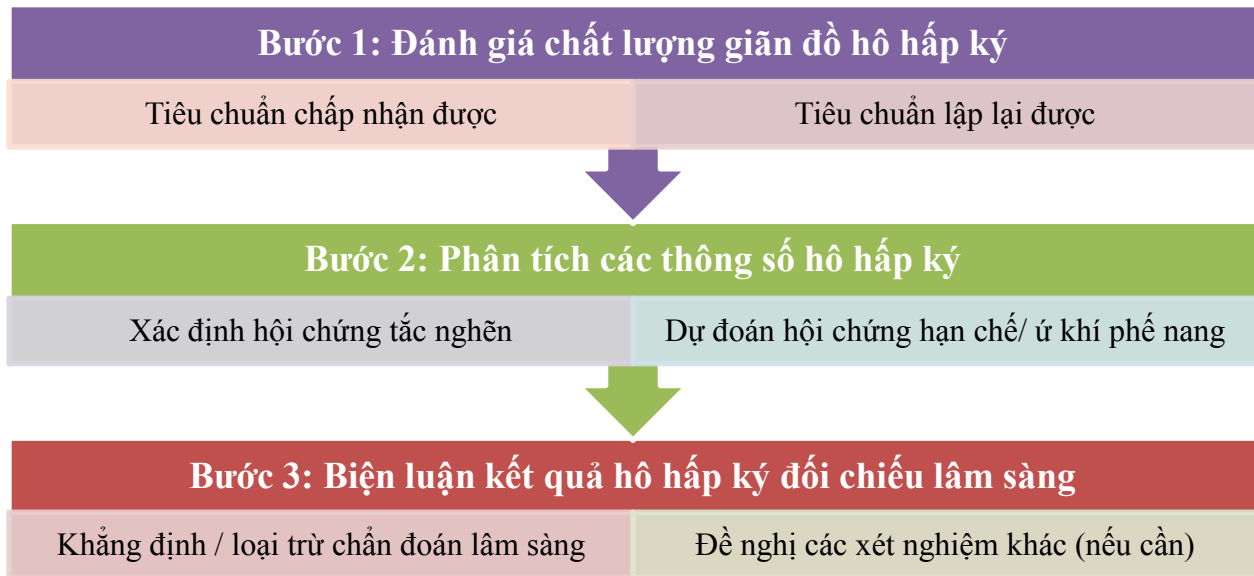 Bước 1: Đánh giá chất lượng giãn đồ hô hấp ký
Tiêu chuẩn chấp nhận được
Tiêu chuẩn lập lại được
Bước 2: Phân tích các thông số hô hấp ký
Xác định hội chứng tắc nghẽn
Dự đoán hội chứng hạn chế/ ứ khí phế nang
Bước 3: Biện luận kết quả hô hấp ký đối chiếu lâm sàng
Khẳng định / loại trừ chẩn đoán lâm sàng
Đề nghị các xét nghiệm khác (nếu cần)